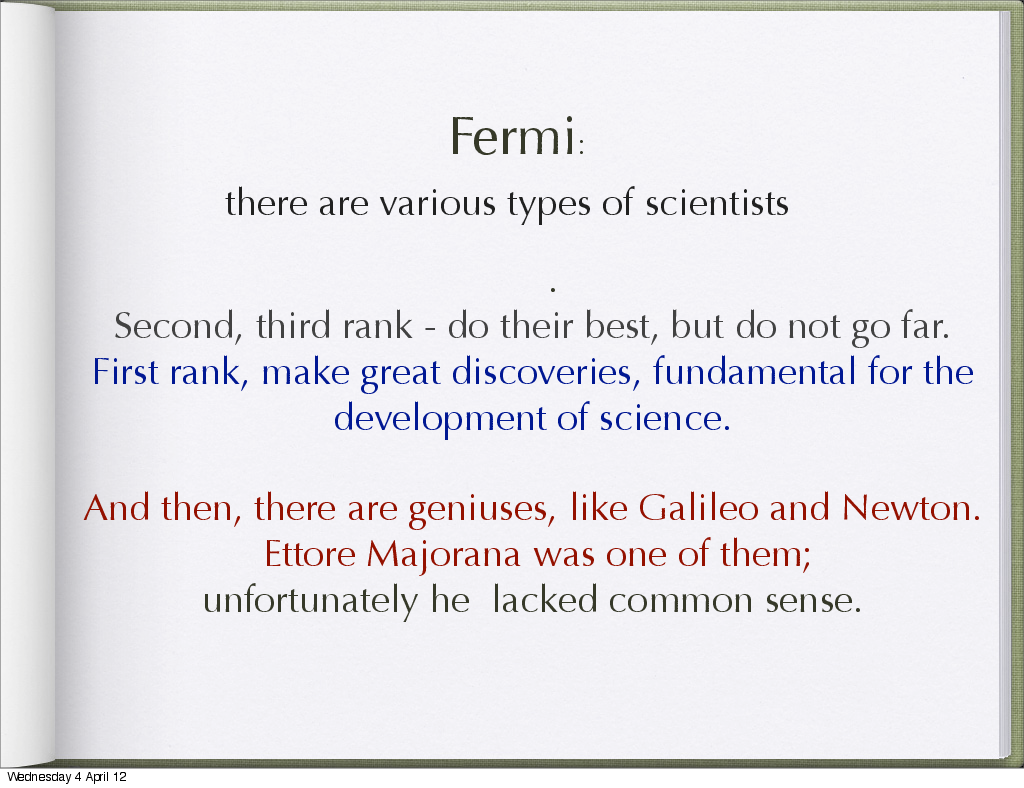 Fermi:
there are various types of scientists
.
Second, third rank - do their best, but do not go far.
First rank, make great discoveries, fundamental for the
development of science.
And then, there are geniuses, like Galileo and Newton.
Ettore Majorana was one of them;
unfortunately he  lacked common sense.
Wednesday 4 April 12